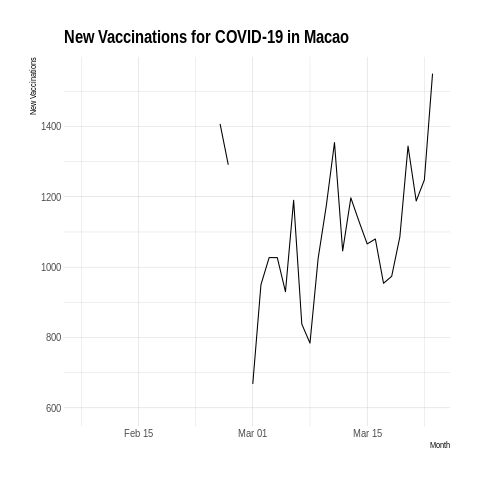 New Vaccinations for COVID-19 in Macao
New Vaccinations
1400
1200
1000
800
600
Feb 15
Mar 01
Mar 15
Month